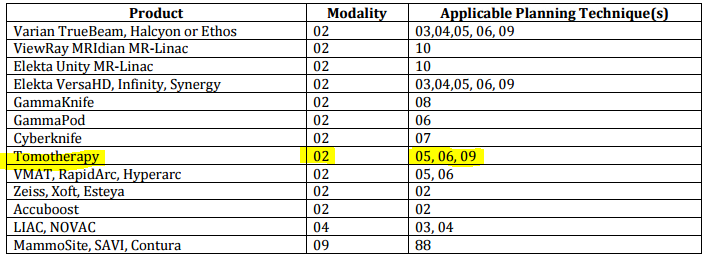 Product Modality Applicable Planning Technique(s)
Varian TrueBeam, Halcyon or Ethos 02 03,04,05, 06, 09
ViewRay MRIdian MR-Linac 02 10
Elekta Unity MR-Linac 02 10
Elekta VersaHD, Infinity, Synergy 02 03,04,05, 06, 09
GammaKnife 02 08
GammaPod 02 06
Cyberknife 02 07
Tomotherapy 02 05, 06, 09
VMAT, RapidArc, Hyperarc 02 05, 06
Zeiss, Xoft, Esteya 02 02
Accuboost 02 02
LIAC, NOVAC 04 03, 04
MammoSite, SAVI, Contura 09 88